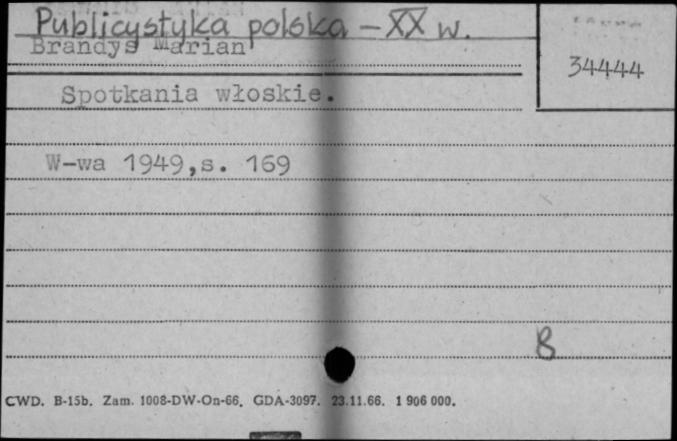 Publicystyka polska - XX w.
Brandys Marian
34444
Spotkania włoskie.
W-wa 1949,s. 169
8
CWD. B-15b. Zam. 1008-DW-On-66. GDA-3097. 23.11.66. 1 906 000.